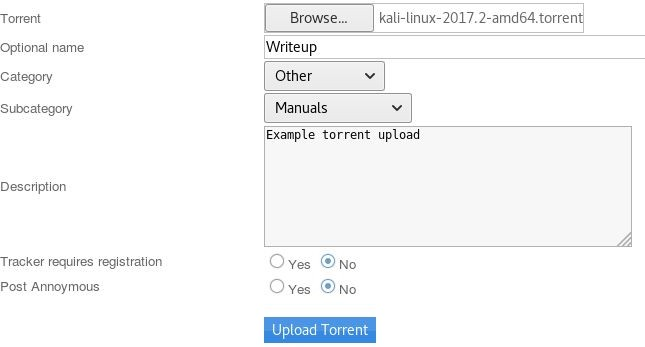 Torrent Browse... kali-linux-2017.2-amd64.torrent
Optional name Writeup
Category Other
Subcategory Manuals
Example torrent upload
Description
Tracker requires registration Yes No
Post Annoymous Yes No
Upload Torrent